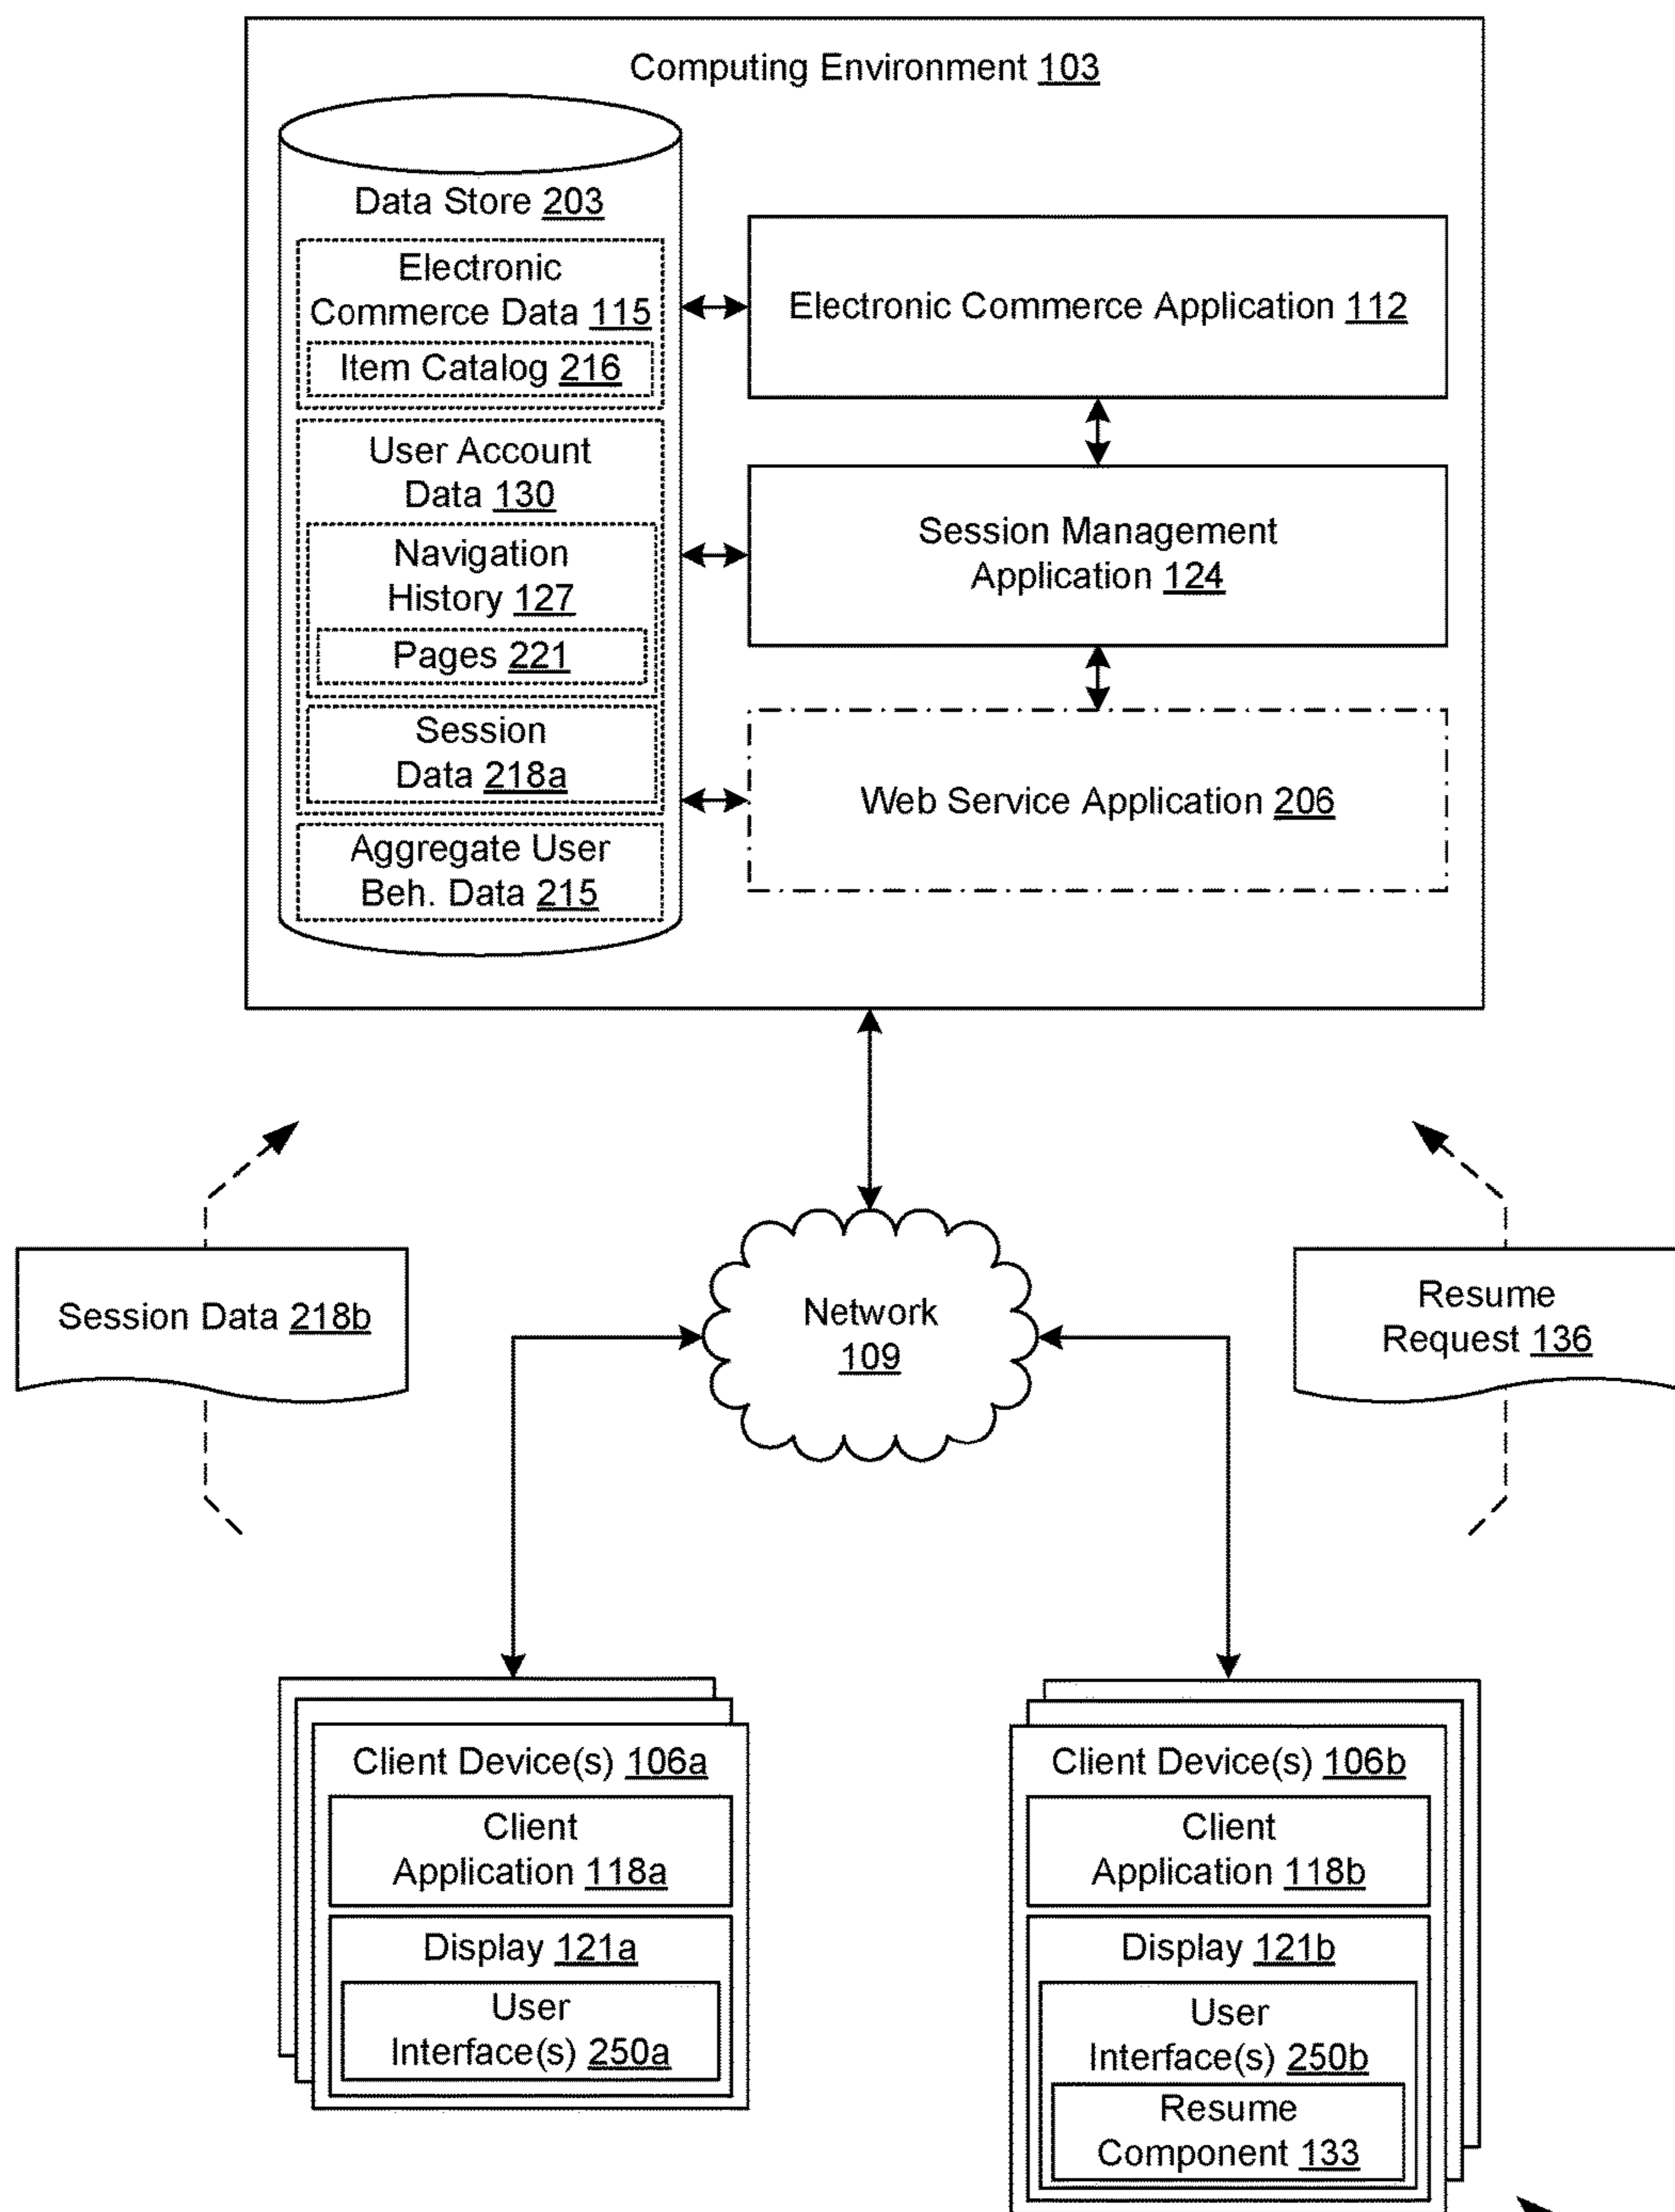 Computing Environment 103
Data Store 203
Electronic
Commerce Data 115
Item Catalog 216
User Account
Data 130
Navigation
History 127
Pages 221
Session
Data 218a
Aggregate User
Beh. Data 215
Electronic Commerce Application 112
Session Management
Application 124
Web Service Application 206
Session Data 218b
Network
109
Resume
Request 136
Client Device(s) 106a
Client
Application 118a
Display 121a
User
Interface(s) 250a
Client Device(s) 106b
Client
Application 118b
Display 121b
User
Interface(s) 250b
Resume
Component 133